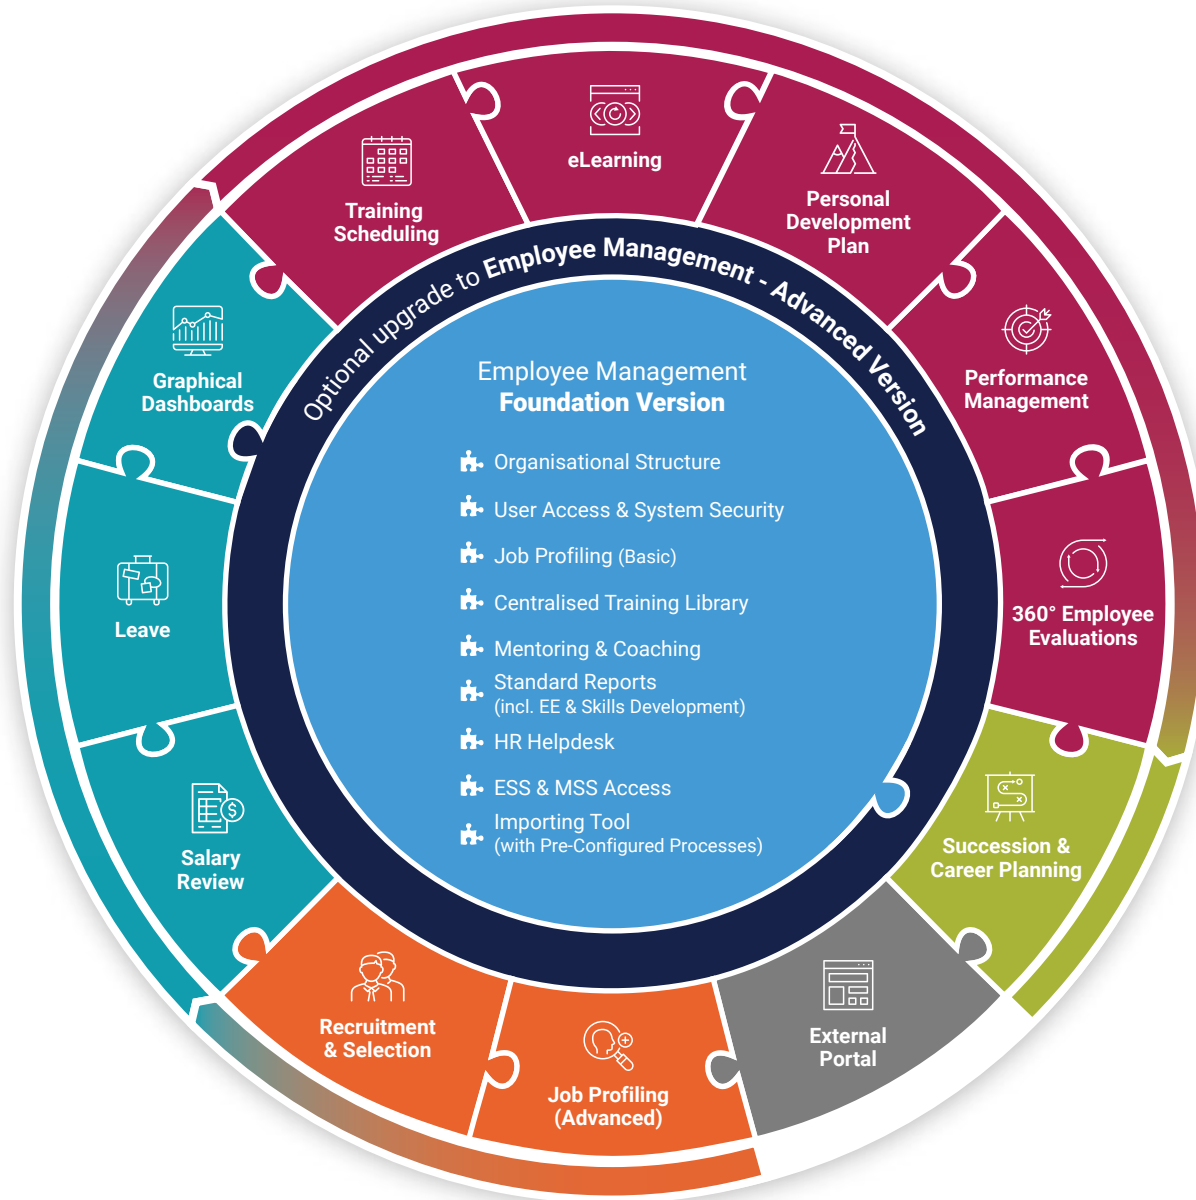 eLearning
Training
Scheduling
Personal
Development
Plan
Graphical
Dashboards
Performance
Management
Leave
360° Employee
Evaluations
Salary
Review
Succession &
Career Planning
Recruitment
& Selection
Job Profiling
(Advanced)
External
Portal
Optional upgrade to Employee Management - Advanced Version
Employee Management
Foundation Version
Organisational Structure
User Access & System Security
Job Profiling (Basic)
Centralised Training Library
Mentoring & Coaching
Standard Reports
(incl. EE & Skills Development)
HR Helpdesk
ESS & MSS Access
Importing Tool
(with Pre-Configured Processes)